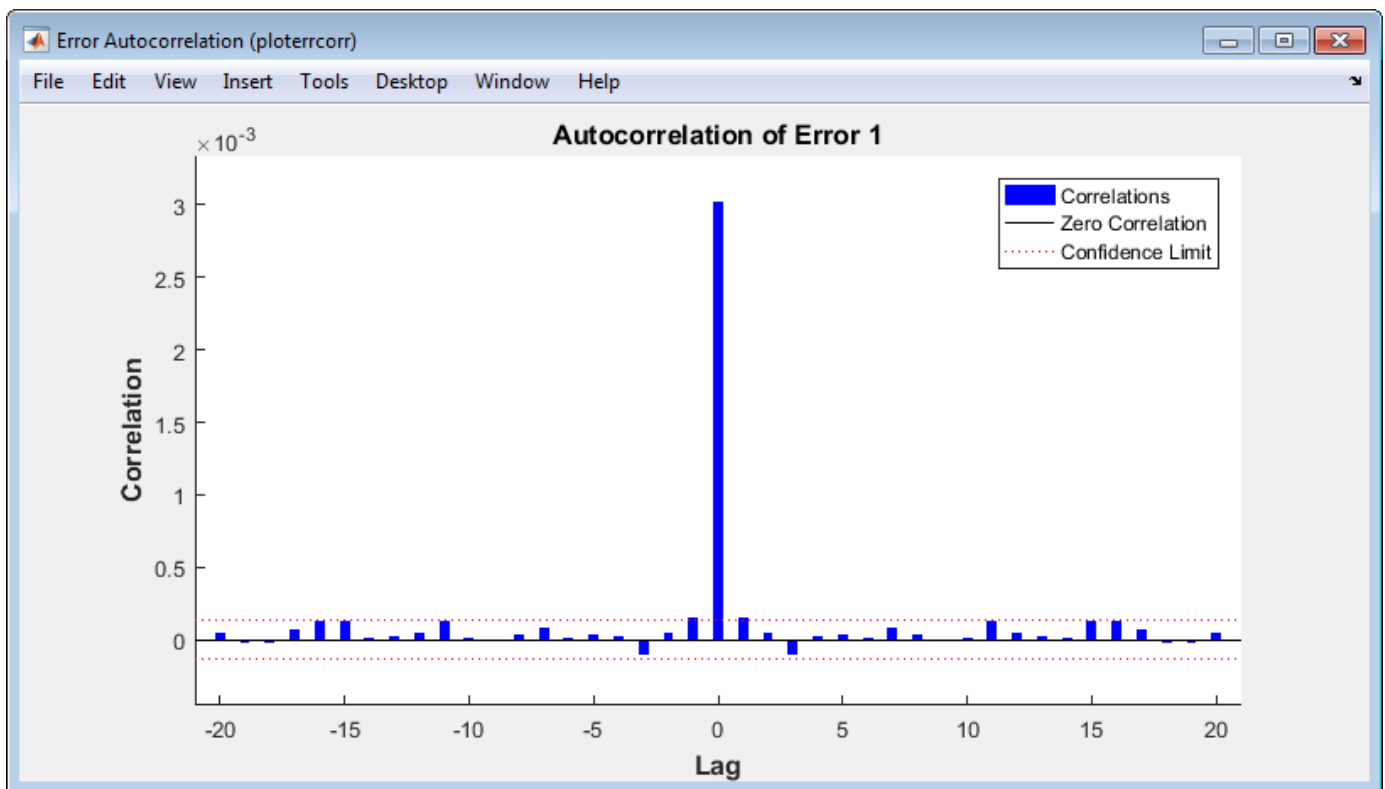 Error Autocorrelation (ploterrcorr)
File Edit View Insert Tools Desktop Window Help
×10-3
Autocorrelation of Error 1
Correlations
Zero Correlation
Confidence Limit
3
2.5
2
1.5
1
0.5
0
Correlation
-20 -15 -10 -5 0 5 10 15 20
Lag